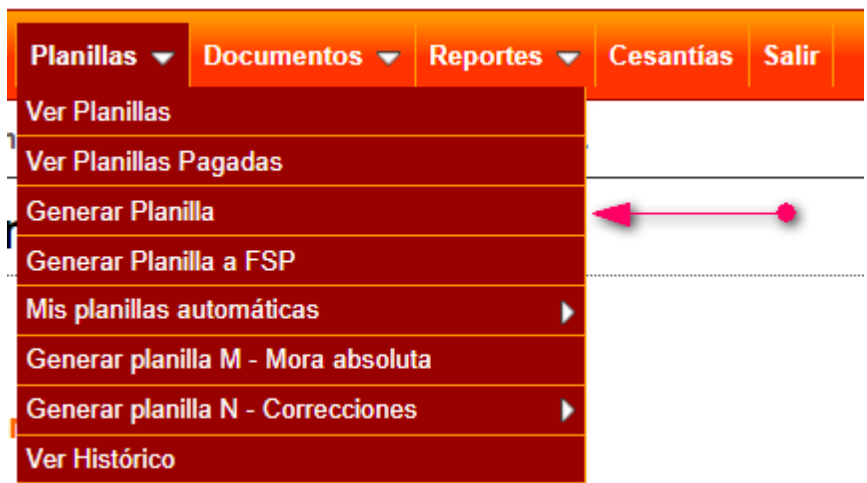 Planillas Documentos Reportes Cesantías Salir
Ver Planillas
Ver Planillas Pagadas
Generar Planilla
Generar Planilla a FSP
Mis planillas automáticas
Generar planilla M - Mora absoluta
Generar planilla N - Correcciones
Ver Histórico